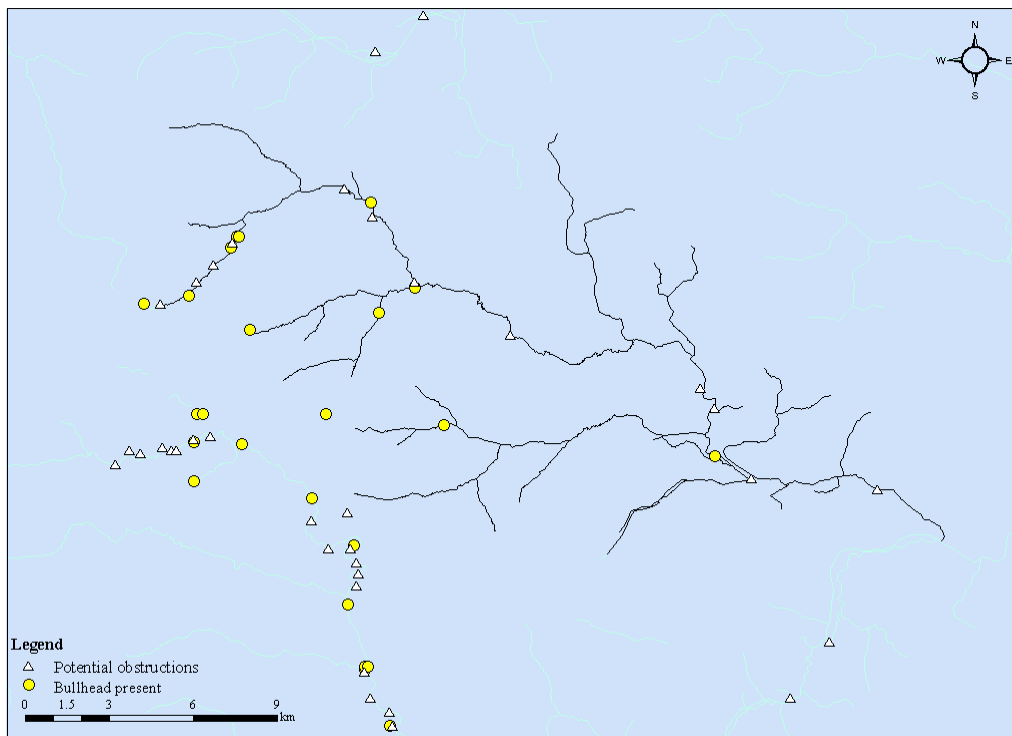 N
W E
S
Legend
Potential obstructions
Bullhead present
0 1.5 3 6 9
km